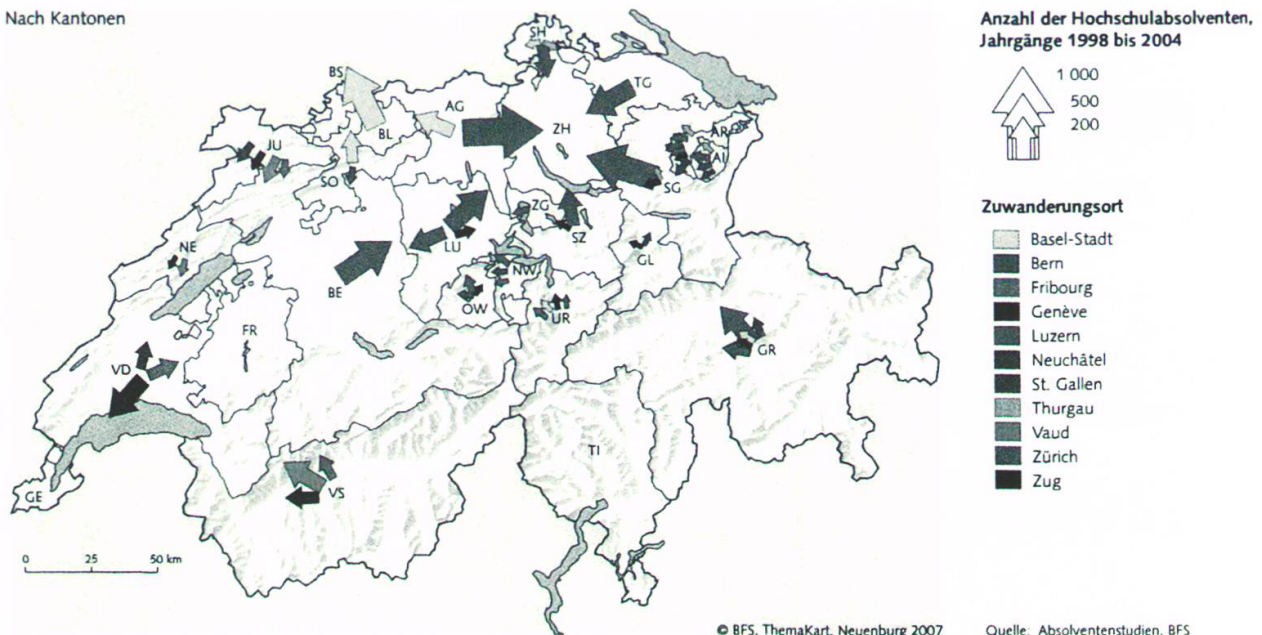 Nach Kantonen
Anzahl der Hochschulabsolventen,
Jahrgänge 1998 bis 2004
1 000
500
200
Zuwanderungsort
Basel-Stadt
Bern
Fribourg
Genève
Luzern
Neuchâtel
St. Gallen
Thurgau
Vaud
Zürich
Zug
SH
BS
TG
AG
BL
ZH
AR
AI
JU
SO
SG
ZG
LU
SZ
NE
GL
NW
BE
OW
UR
FR
GR
VD
TI
VS
GE
0 25 50 km
© BFS, ThemaKart, Neuenburg 2007
Quelle: Absolventenstudien, BFS